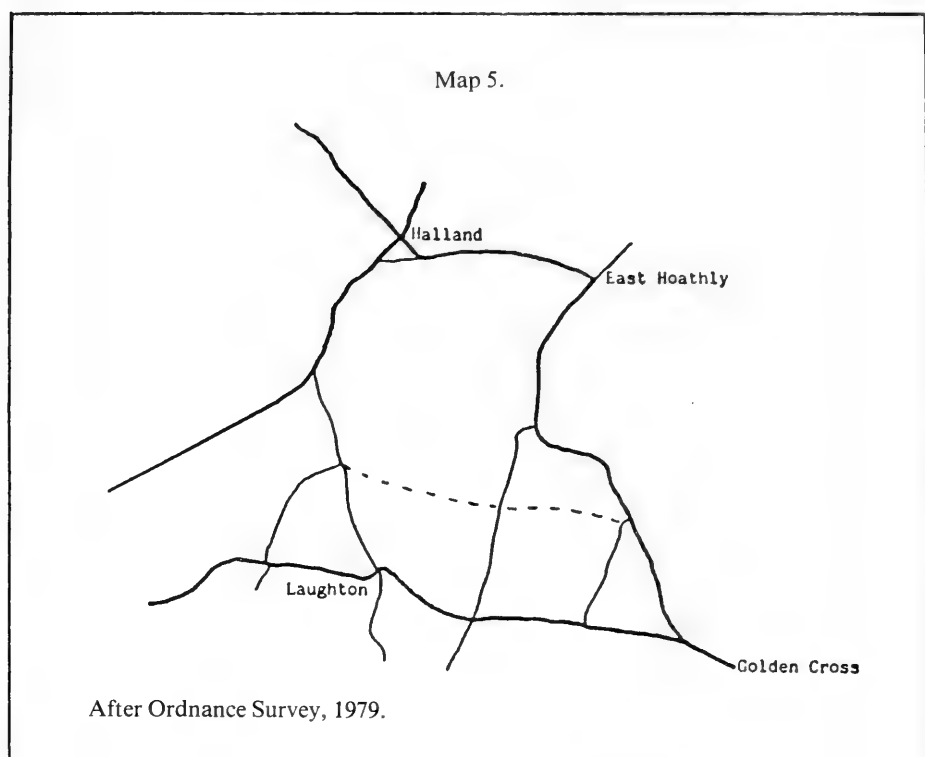 Map 5.
Halland
East Hoathly
Laughton
Golden Cross
After Ordnance Survey, 1979.